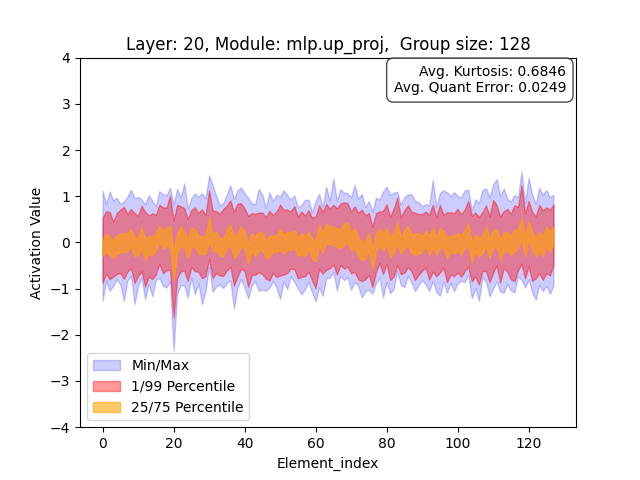 Layer: 20, Module: mlp.up_proj,  Group size: 128
Avg. Kurtosis: 0.6846
Avg. Quant Error: 0.0249
4
3
2
1
0
−1
−2
−3
−4
Activation Value
Min/Max
1/99 Percentile
25/75 Percentile
0 20 40 60 80 100 120
Element_index